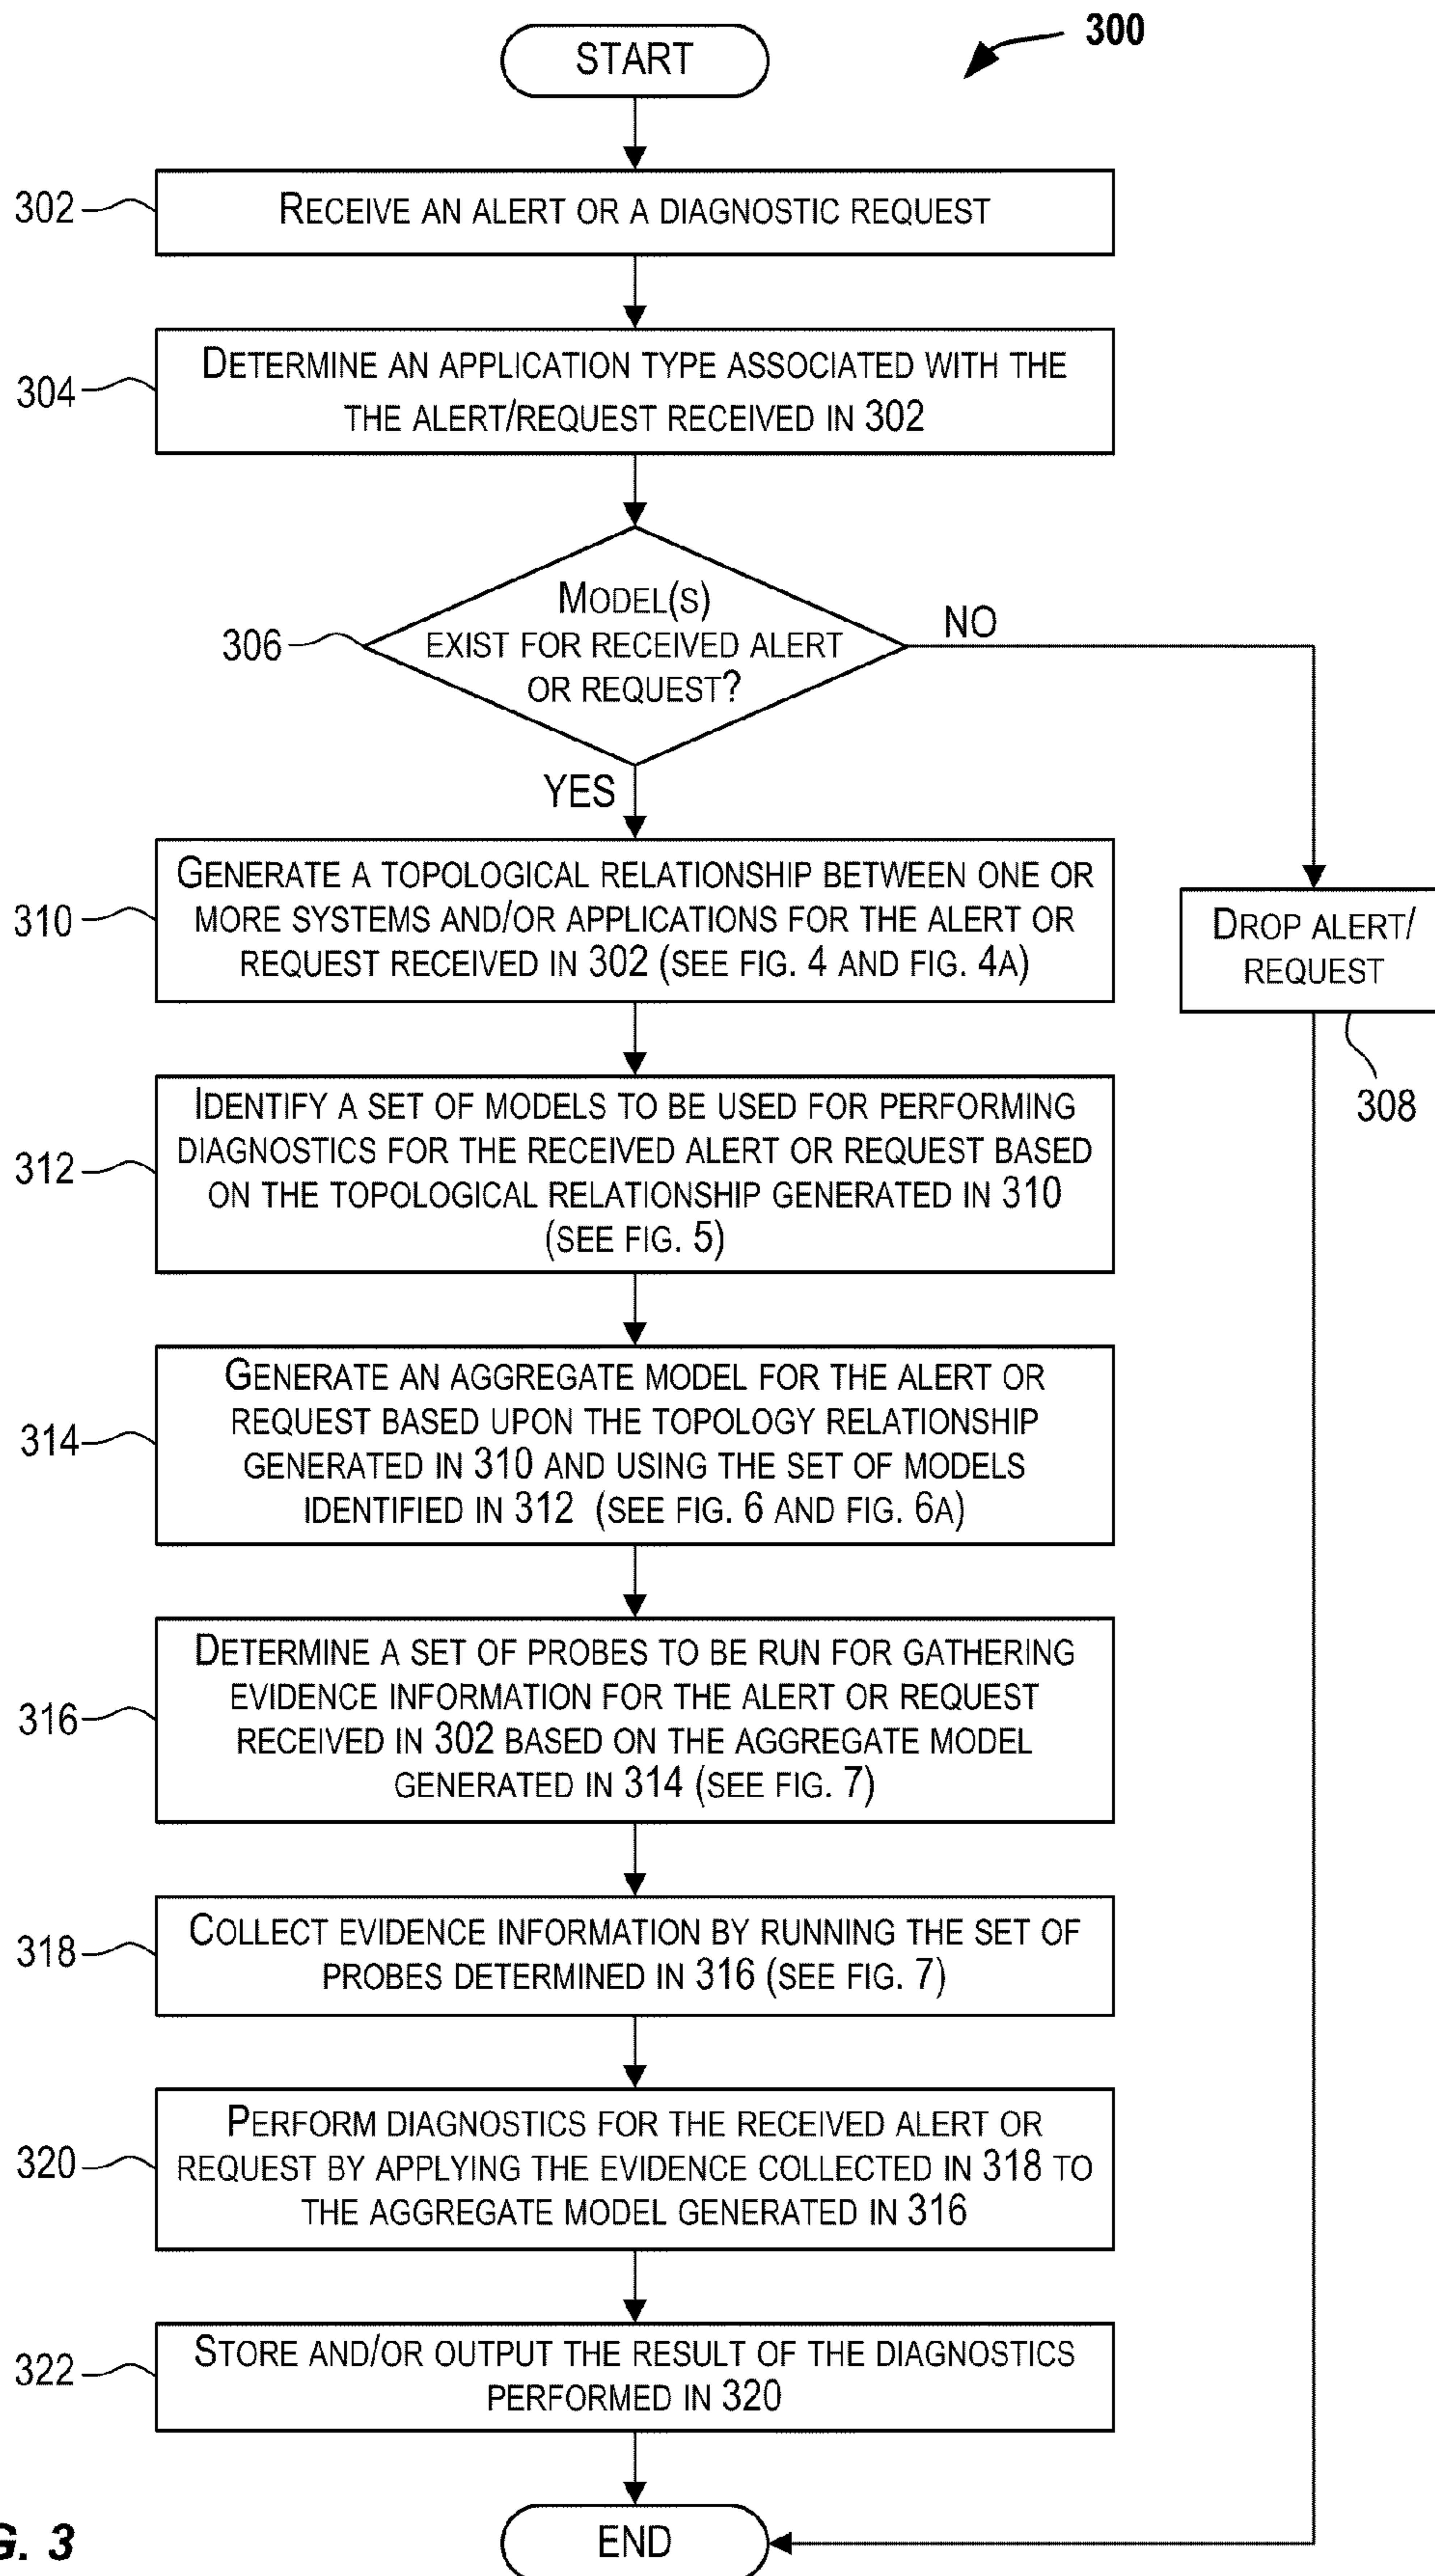 START
300
302
RECEIVE AN ALERT OR A DIAGNOSTIC REQUEST
304
DETERMINE AN APPLICATION TYPE ASSOCIATED WITH THE
THE ALERT/REQUEST RECEIVED IN 302
306
MODEL(S)
EXIST FOR RECEIVED ALERT
OR REQUEST?
NO
YES
310
GENERATE A TOPOLOGICAL RELATIONSHIP BETWEEN ONE OR
MORE SYSTEMS AND/OR APPLICATIONS FOR THE ALERT OR
REQUEST RECEIVED IN 302 (SEE FIG. 4 AND FIG. 4A)
DROP ALERT/
REQUEST
308
312
IDENTIFY A SET OF MODELS TO BE USED FOR PERFORMING
DIAGNOSTICS FOR THE RECEIVED ALERT OR REQUEST BASED
ON THE TOPOLOGICAL RELATIONSHIP GENERATED IN 310
(SEE FIG. 5)
314
GENERATE AN AGGREGATE MODEL FOR THE ALERT OR
REQUEST BASED UPON THE TOPOLOGY RELATIONSHIP
GENERATED IN 310 AND USING THE SET OF MODELS
IDENTIFIED IN 312 (SEE FIG. 6 AND FIG. 6A)
316
DETERMINE A SET OF PROBES TO BE RUN FOR GATHERING
EVIDENCE INFORMATION FOR THE ALERT OR REQUEST
RECEIVED IN 302 BASED ON THE AGGREGATE MODEL
GENERATED IN 314 (SEE FIG. 7)
318
COLLECT EVIDENCE INFORMATION BY RUNNING THE SET OF
PROBES DETERMINED IN 316 (SEE FIG. 7)
320
PERFORM DIAGNOSTICS FOR THE RECEIVED ALERT OR
REQUEST BY APPLYING THE EVIDENCE COLLECTED IN 318 TO
THE AGGREGATE MODEL GENERATED IN 316
322
STORE AND/OR OUTPUT THE RESULT OF THE DIAGNOSTICS
PERFORMED IN 320
END
G. 3